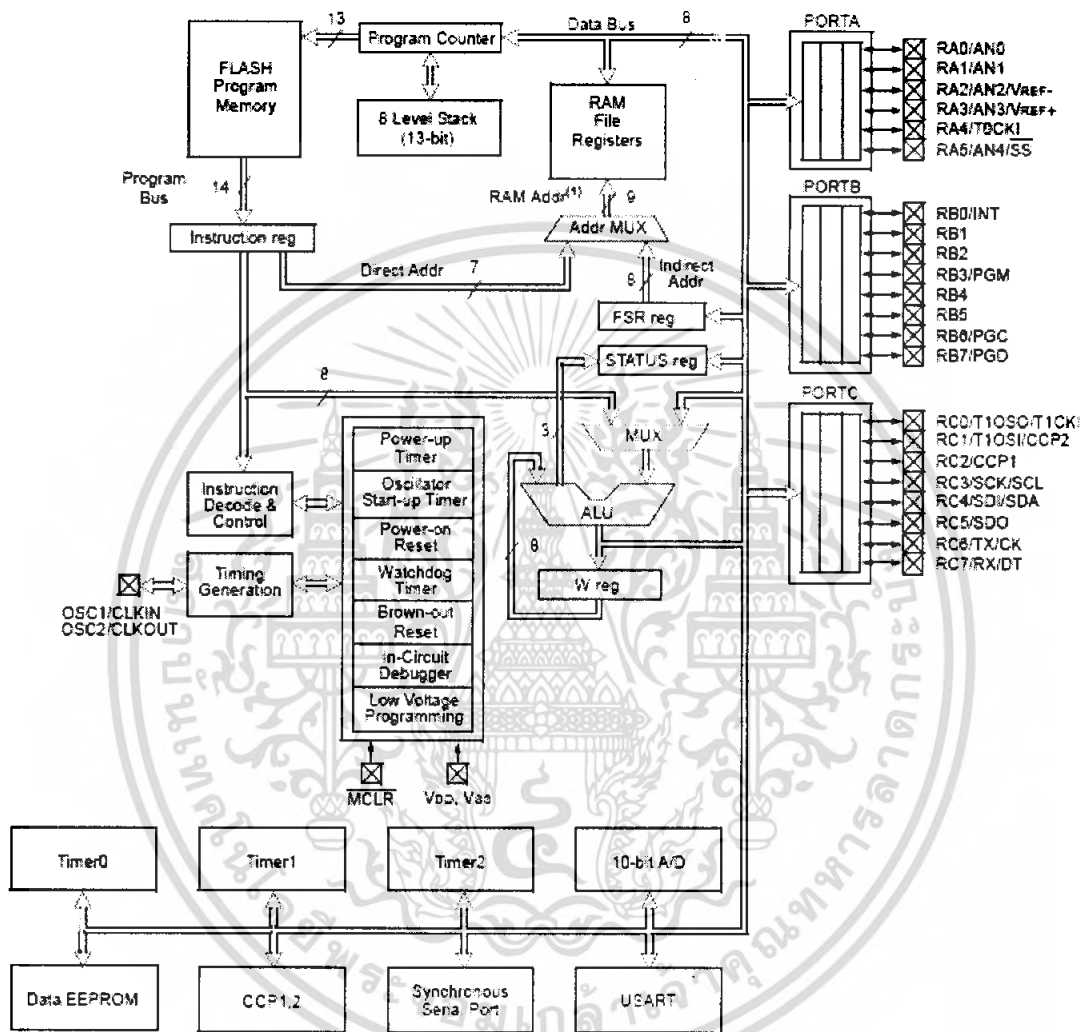 13
Data Bus
8
PORTA
FLASH
Program
Memory
Program Counter
8 Level Stack
(13-bit)
RAM
File
Registers
RA0/AN0
RA1/AN1
RA2/AN2/VREF-
RA3/AN3/VREF+
RA4/T0CKI
RA5/AN4/SS
Program
Bus
14
RAM Addr(1)
9
PORTB
Instruction reg
Addr MUX
Direct Addr
7
8
Indirect
Addr
FSR reg
RB0/INT
RB1
RB2
RB3/PGM
RB4
RB5
RB6/PGC
RB7/PGD
STATUS reg
8
PORTC
3
MUX
Power-up
Timer
Oscillator
Start-up Timer
Power-on
Reset
Watchdog
Timer
Brown-out
Reset
In-Circuit
Debugger
Low Voltage
Programming
Instruction
Decode &
Control
Timing
Generation
OSC1/CLKIN
OSC2/CLKOUT
ALU
8
W reg
RC0/T1OSO/T1CKI
RC1/T1OSI/CCP2
RC2/CCP1
RC3/SCK/SCL
RC4/SDI/SDA
RC5/SDO
RC6/TX/CK
RC7/RX/DT
MCLR
VDD, VSS
Timer0
Timer1
Timer2
10-bit A/D
Data EEPROM
CCP1,2
Synchronous
Serial Port
USART